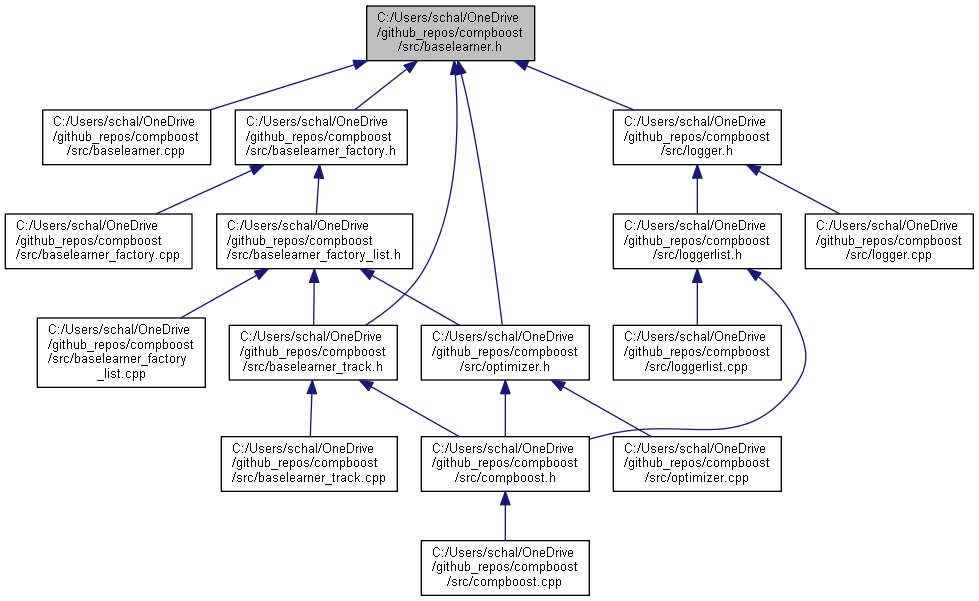 C:/Users/schal/OneDrive
/github_repos/compboost
/src/baselearner.h
C:/Users/schal/OneDrive
/github_repos/compboost
/src/baselearner.cpp
C:/Users/schal/OneDrive
/github_repos/compboost
/src/baselearner_factory.h
C:/Users/schal/OneDrive
/github_repos/compboost
/src/logger.h
C:/Users/schal/OneDrive
/github_repos/compboost
/src/baselearner_factory.cpp
C:/Users/schal/OneDrive
/github_repos/compboost
/src/baselearner_factory_list.h
C:/Users/schal/OneDrive
/github_repos/compboost
/src/loggerlist.h
C:/Users/schal/OneDrive
/github_repos/compboost
/src/logger.cpp
C:/Users/schal/OneDrive
/github_repos/compboost
/src/baselearner_factory
_list.cpp
C:/Users/schal/OneDrive
/github_repos/compboost
/src/baselearner_track.h
C:/Users/schal/OneDrive
/github_repos/compboost
/src/optimizer.h
C:/Users/schal/OneDrive
/github_repos/compboost
/src/loggerlist.cpp
C:/Users/schal/OneDrive
/github_repos/compboost
/src/baselearner_track.cpp
C:/Users/schal/OneDrive
/github_repos/compboost
/src/compboost.h
C:/Users/schal/OneDrive
/github_repos/compboost
/src/optimizer.cpp
C:/Users/schal/OneDrive
/github_repos/compboost
/src/compboost.cpp